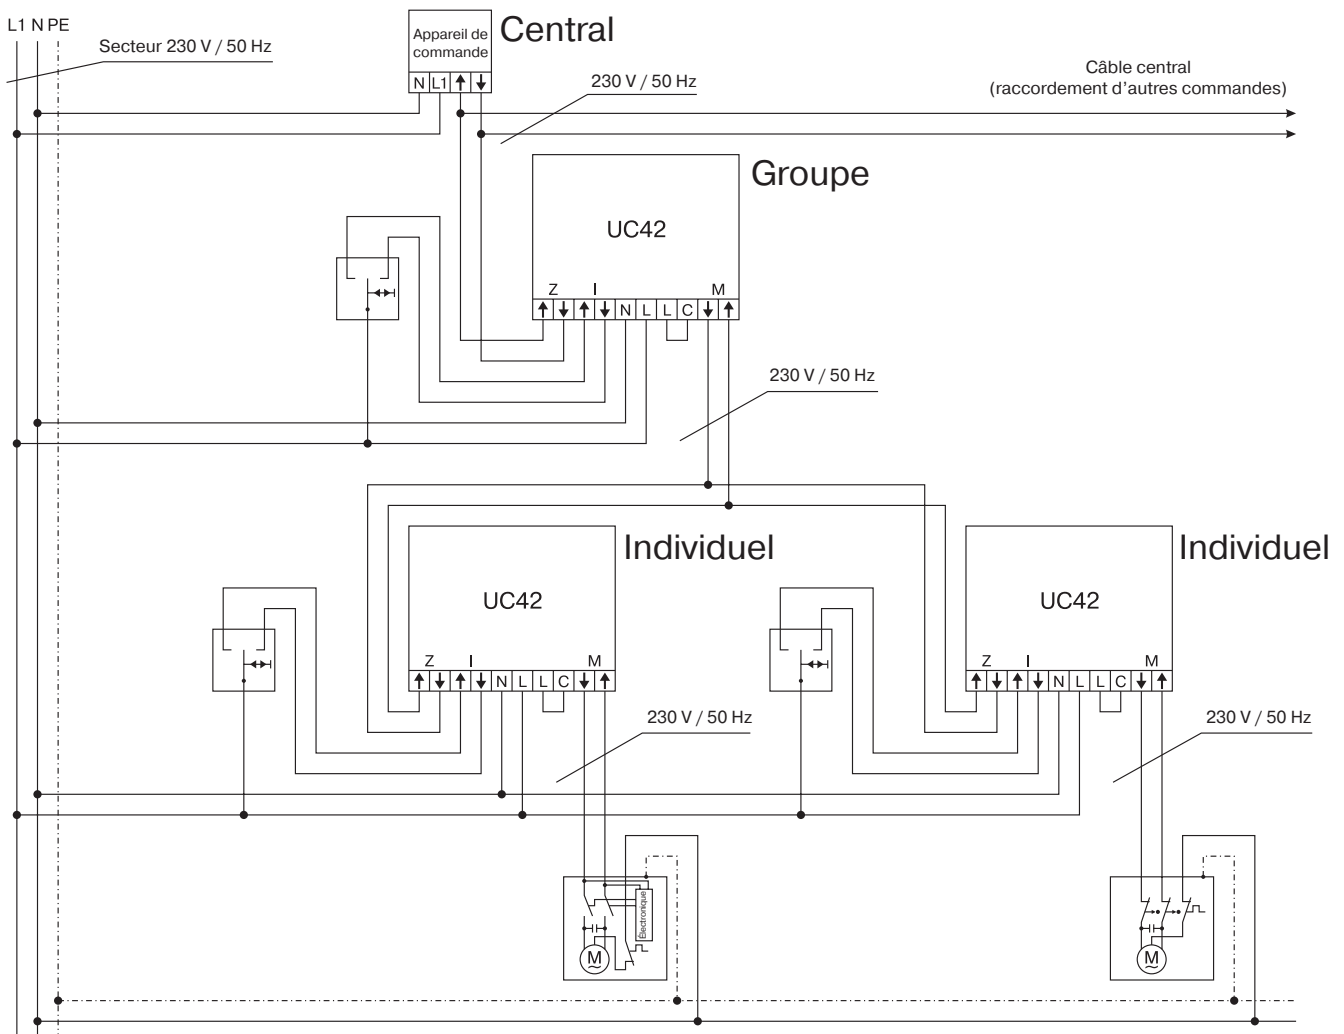 L1 N PE
Secteur 230 V / 50 Hz
Appareil de
commande
Central
N L1
230 V / 50 Hz
Câble central
(raccordement d'autres commandes)
Groupe
UC42
Z I M
N L L C
230 V / 50 Hz
Individuel
UC42
Z I M
N L L C
230 V / 50 Hz
Individuel
UC42
Z I M
N L L C
230 V / 50 Hz
Électronique
M
M